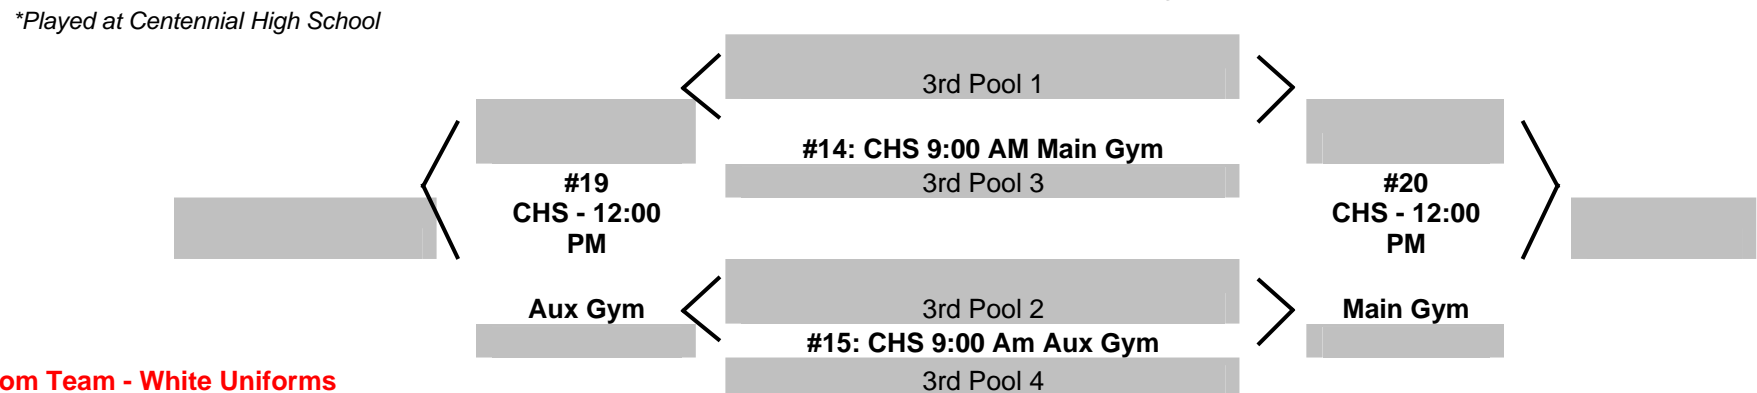 *Played at Centennial High School
3rd Pool 1
#14: CHS 9:00 AM Main Gym
#19
CHS - 12:00
PM
3rd Pool 3
#20
CHS - 12:00
PM
Aux Gym
3rd Pool 2
Main Gym
#15: CHS 9:00 Am Aux Gym
Team - White Uniforms
3rd Pool 4